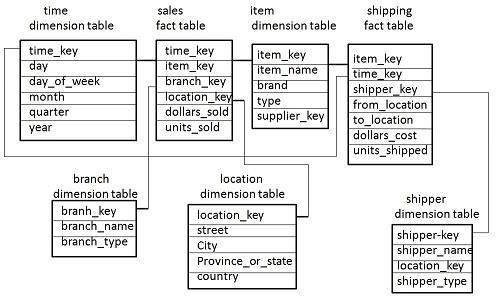 time
dimension table
time_key
day
day_of_week
month
quarter
year
sales
fact table
time_key
item_key
branch_key
location_key
dollars_sold
units_sold
item
dimension table
item_key
item_name
brand
type
supplier_key
shipping
fact table
item_key
time_key
shipper_key
from_location
to_location
dollars_cost
units_shipped
branch
dimension table
branh_key
branch_name
branch_type
location
dimension table
location_key
street
City
Province_or_state
country
shipper
dimension table
shipper-key
shipper_name
location_key
shipper_type